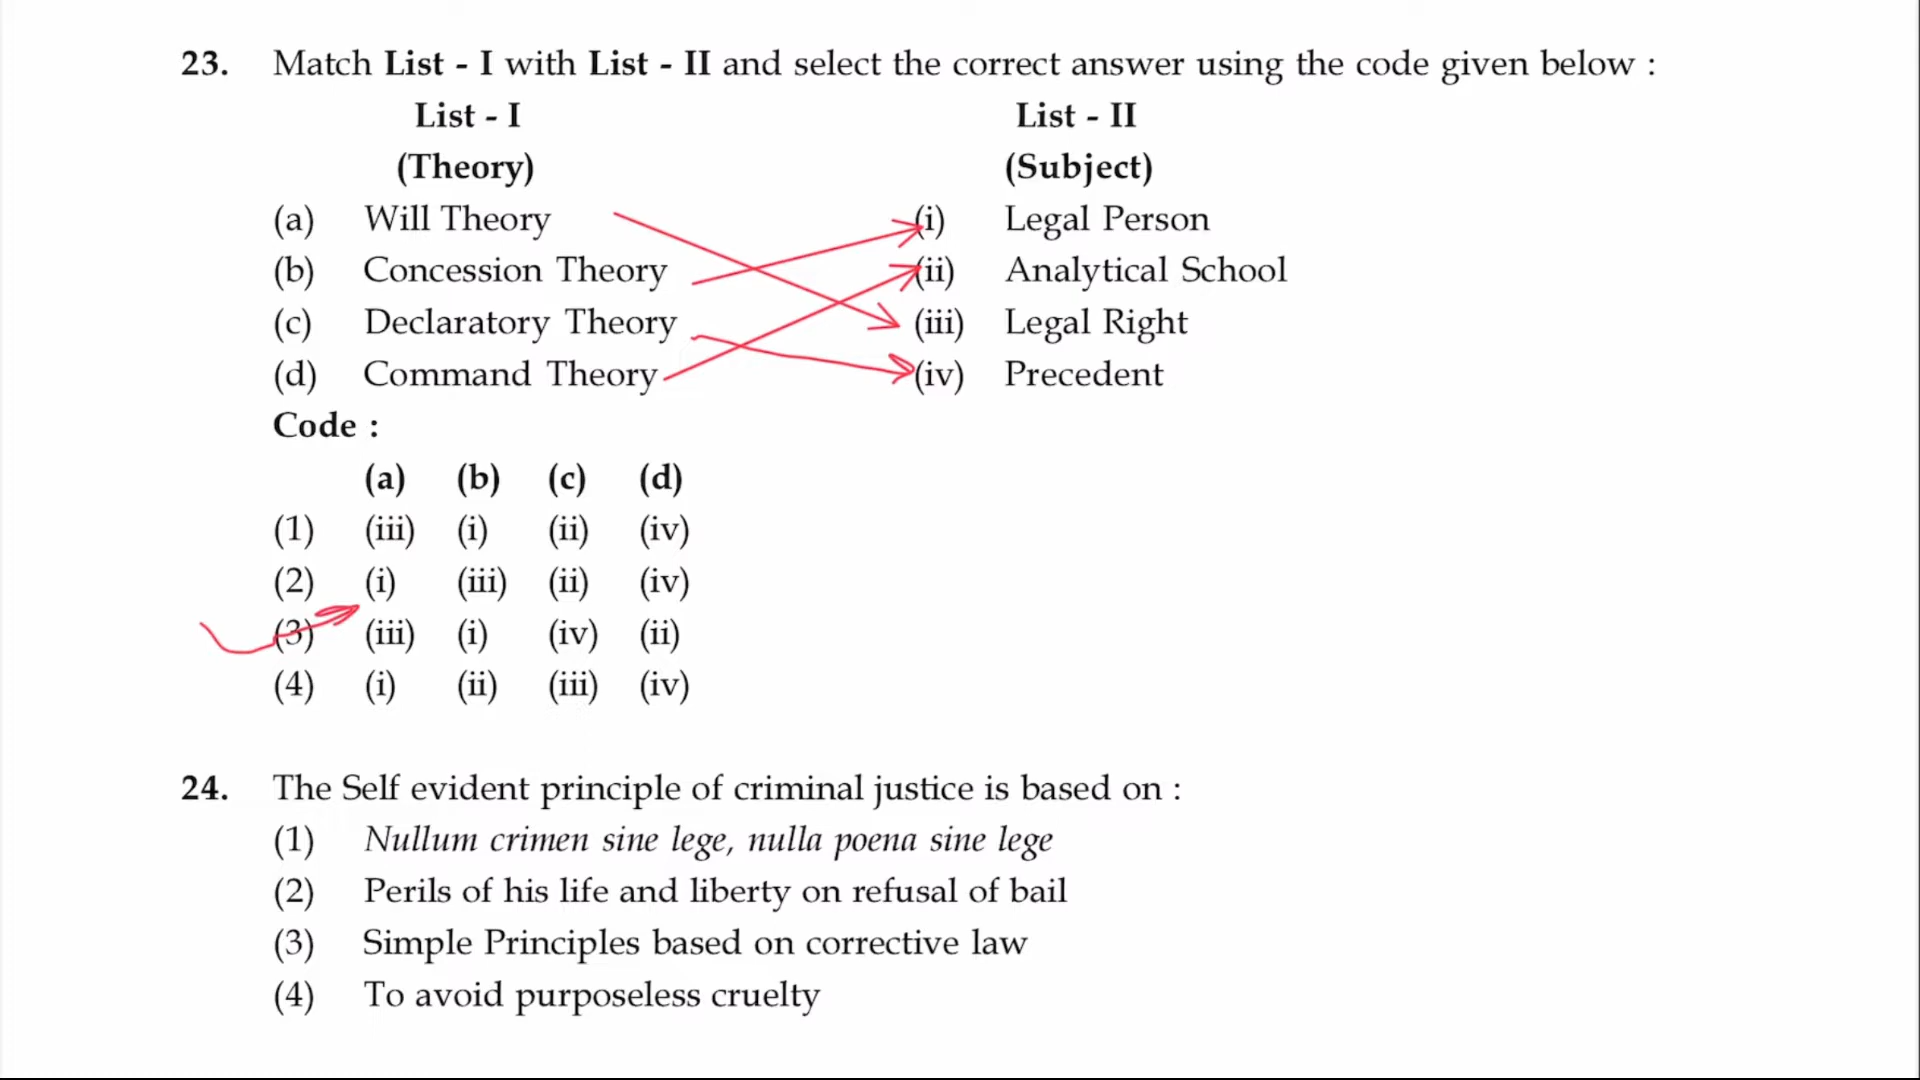 23. Match List - I with List - II and select the correct answer using the code given below :
List - I List - II
(Theory) (Subject)
(a) Will Theory (i) Legal Person
(b) Concession Theory (ii) Analytical School
(c) Declaratory Theory (iii) Legal Right
(d) Command Theory (iv) Precedent
Code :
(a) (b) (c) (d)
(1) (iii) (i) (ii) (iv)
(2) (i) (iii) (ii) (iv)
(3) (iii) (i) (iv) (ii)
(4) (i) (ii) (iii) (iv)
24. The Self evident principle of criminal justice is based on :
(1) Nullum crimen sine lege, nulla poena sine lege
(2) Perils of his life and liberty on refusal of bail
(3) Simple Principles based on corrective law
(4) To avoid purposeless cruelty